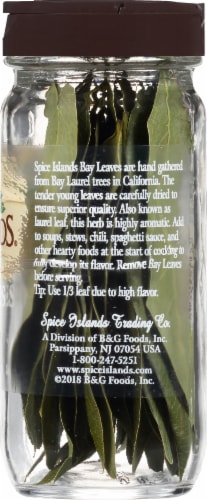 Spice Islands Bay Leaves are hand gathered
from Bay Laurel trees in California. The
tender young leaves are carefully dried to
ensure superior quality. Also known as
laurel leaf, this herb is highly aromatic. Add
to soups, stews, chili, spaghetti sauce, and
other hearty foods at the start of cooking to
fully develop its flavor. Remove Bay Leaves
before serving.
Tip: Use 1/3 leaf due to high flavor.
Spice Islands Trading Co.
A Division of B&G Foods, Inc.
Parsippany, NJ 07054 USA
1-800-247-5251
www.spiceislands.com
©2018 B&G Foods, Inc.